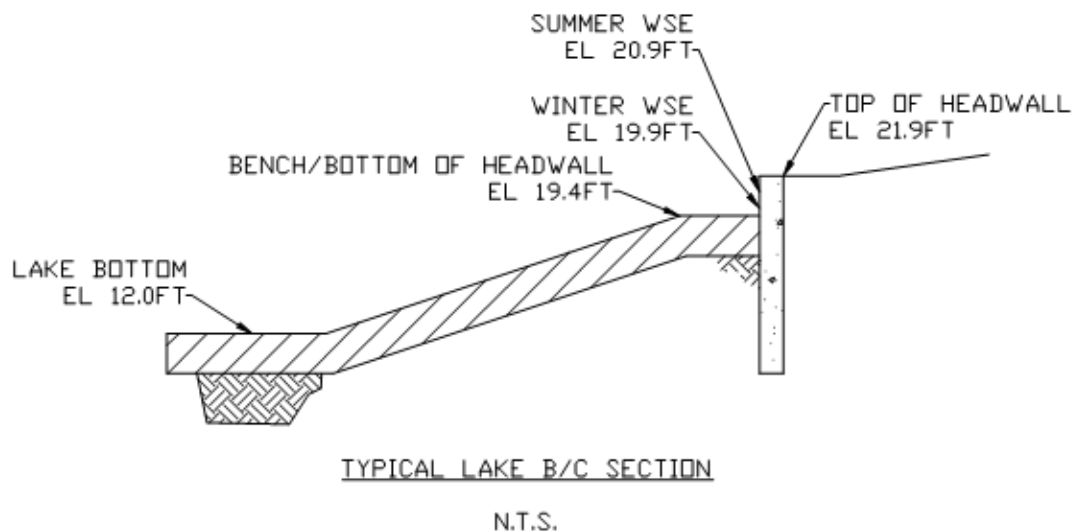 SUMMER WSE
EL 20.9FT
WINTER WSE
EL 19.9FT
TOP OF HEADWALL
EL 21.9FT
BENCH/BOTTOM OF HEADWALL
EL 19.4FT
LAKE BOTTOM
EL 12.0FT
TYPICAL LAKE B/C SECTION
N.T.S.